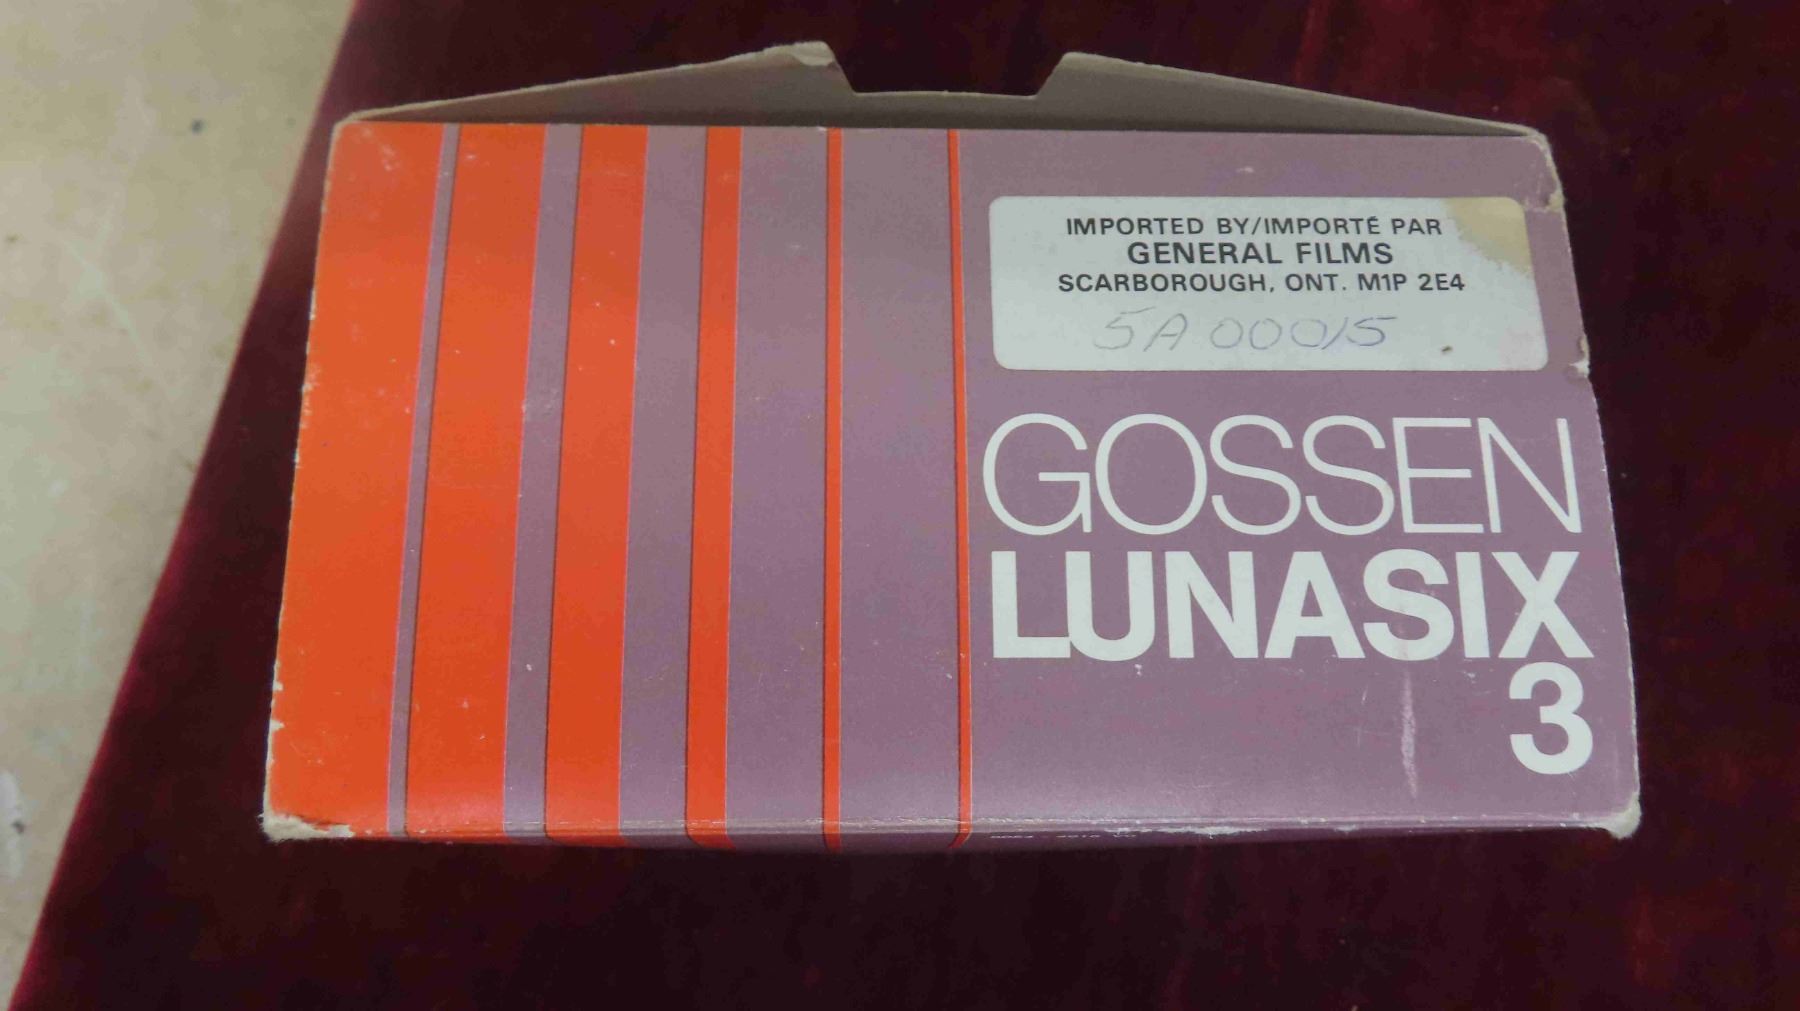 IMPORTED BY/IMPORTÉ PAR
GENERAL FILMS
SCARBOROUGH, ONT. M1P 2E4
5A 00015
GOSSEN
LUNASIX
3